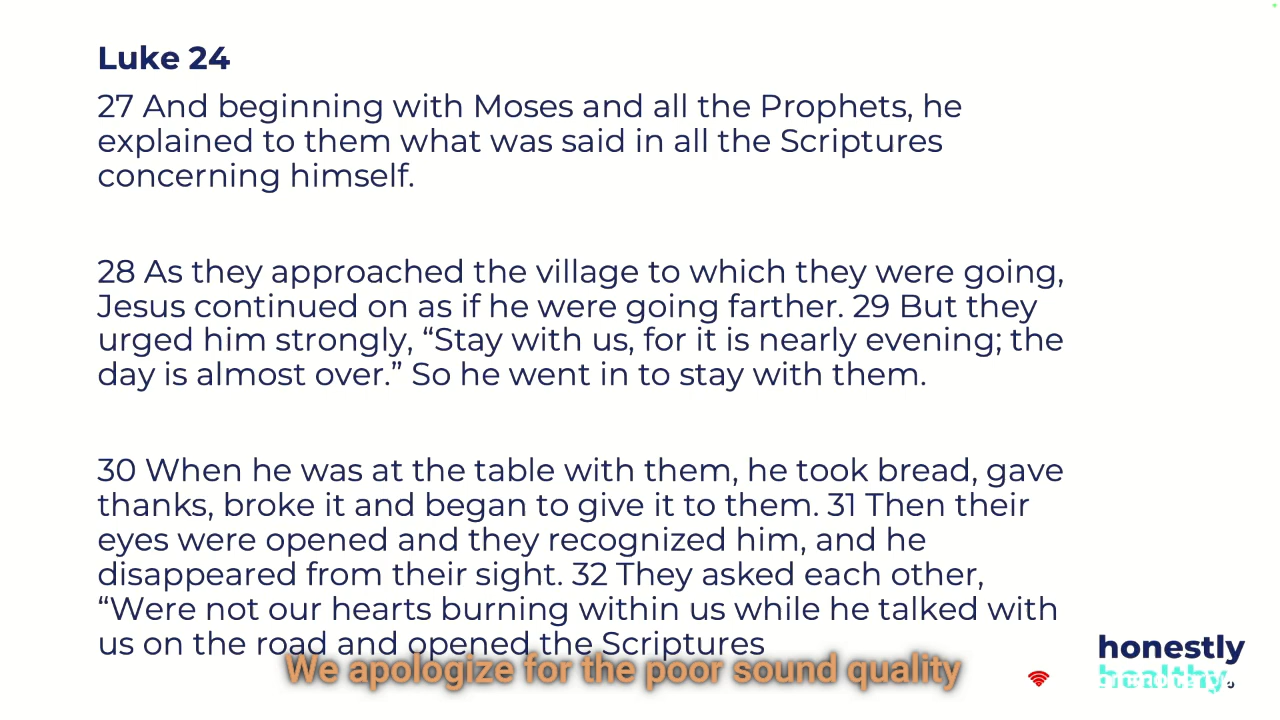 Luke 24
27 And beginning with Moses and all the Prophets, he
explained to them what was said in all the Scriptures
concerning himself.
28 As they approached the village to which they were going,
Jesus continued on as if he were going farther. 29 But they
urged him strongly, “Stay with us, for it is nearly evening; the
day is almost over.” So he went in to stay with them.
30 When he was at the table with them, he took bread, gave
thanks, broke it and began to give it to them. 31 Then their
eyes were opened and they recognized him, and he
disappeared from their sight. 32 They asked each other,
“Were not our hearts burning within us while he talked with
us on the road and opened the Scriptures
We apologize for the poor sound quality
honestly
healthy.